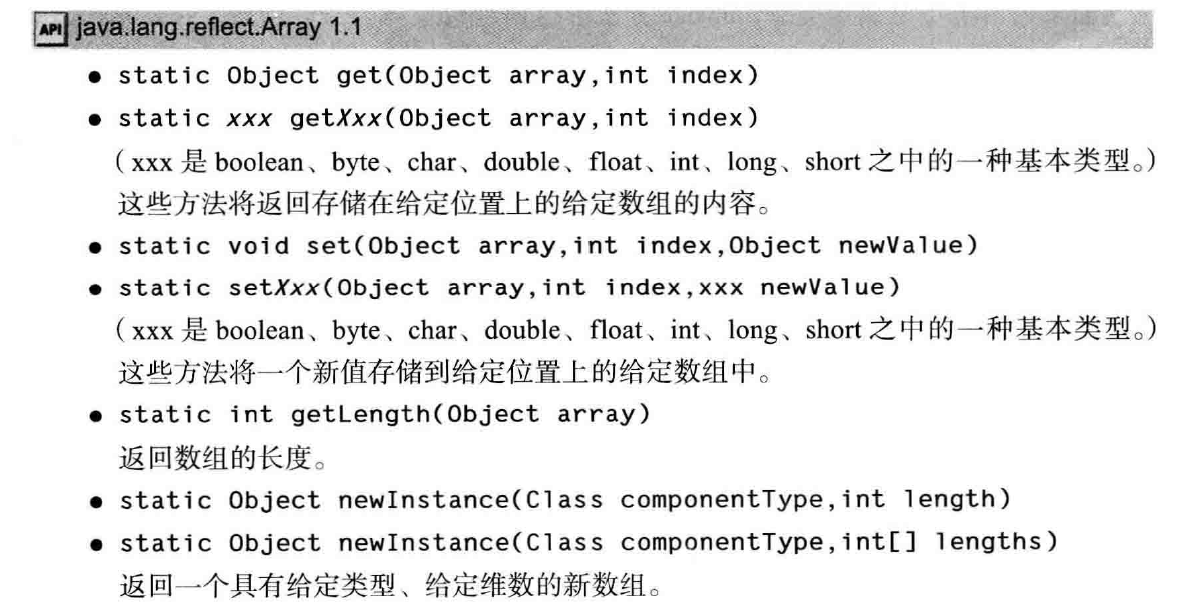 API java.lang.reflect.Array 1.1
● static Object get(Object array,int index)
● static xxx getXxx(Object array,int index)
（xxx 是 boolean、byte、char、double、float、int、long、short 之中的一种基本类型。）
这些方法将返回存储在给定位置上的给定数组的内容。
● static void set(Object array,int index,Object newValue)
● static setXxx(Object array,int index,xxx newValue)
（xxx 是 boolean、byte、char、double、float、int、long、short 之中的一种基本类型。）
这些方法将一个新值存储到给定位置上的给定数组中。
● static int getLength(Object array)
返回数组的长度。
● static Object newInstance(Class componentType,int length)
● static Object newInstance(Class componentType,int[] lengths)
返回一个具有给定类型、给定维数的新数组。